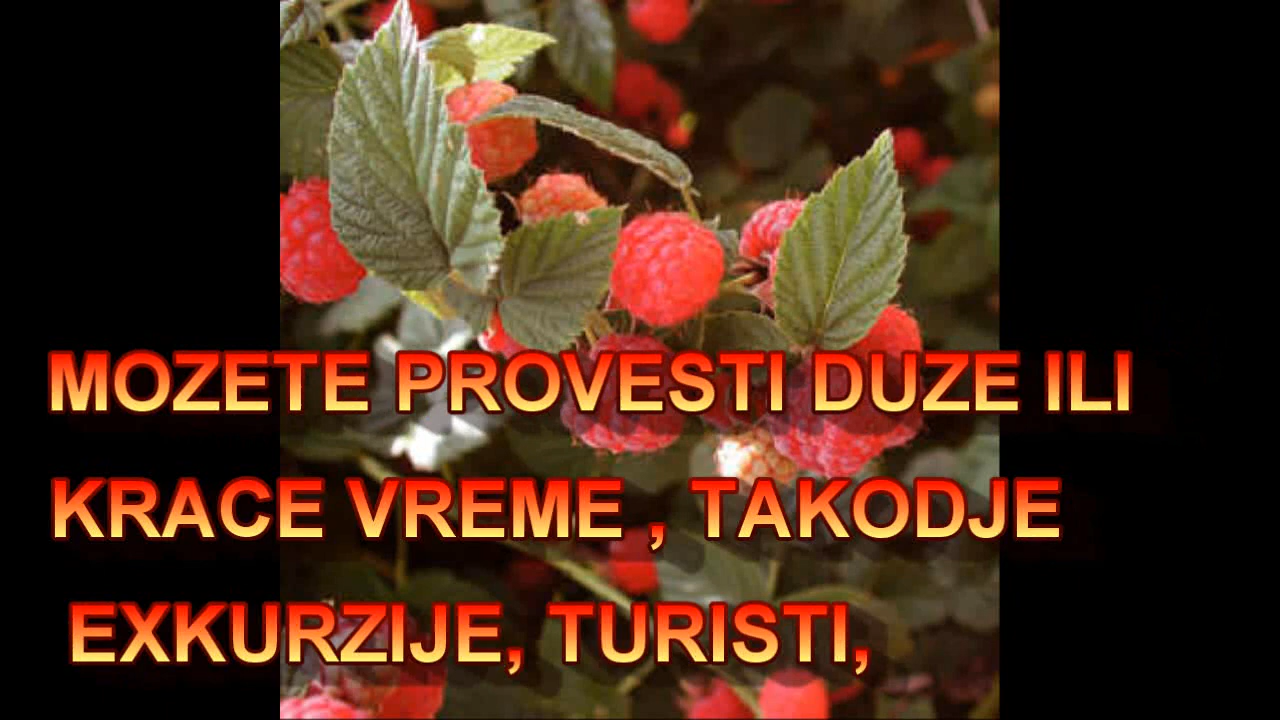 MOZETE PROVESTI DUZE ILI
KRACE VREME , TAKODJE
EXKURZIJE, TURISTI,